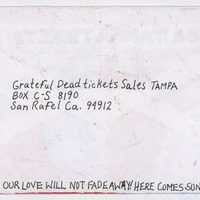 Grateful Dead tickets Sales TAMPA
BOX C-S 8190
San Rafel Ca. 94912
OUR LOVE WILL NOT FADE AWAY! HERE COMES SUN